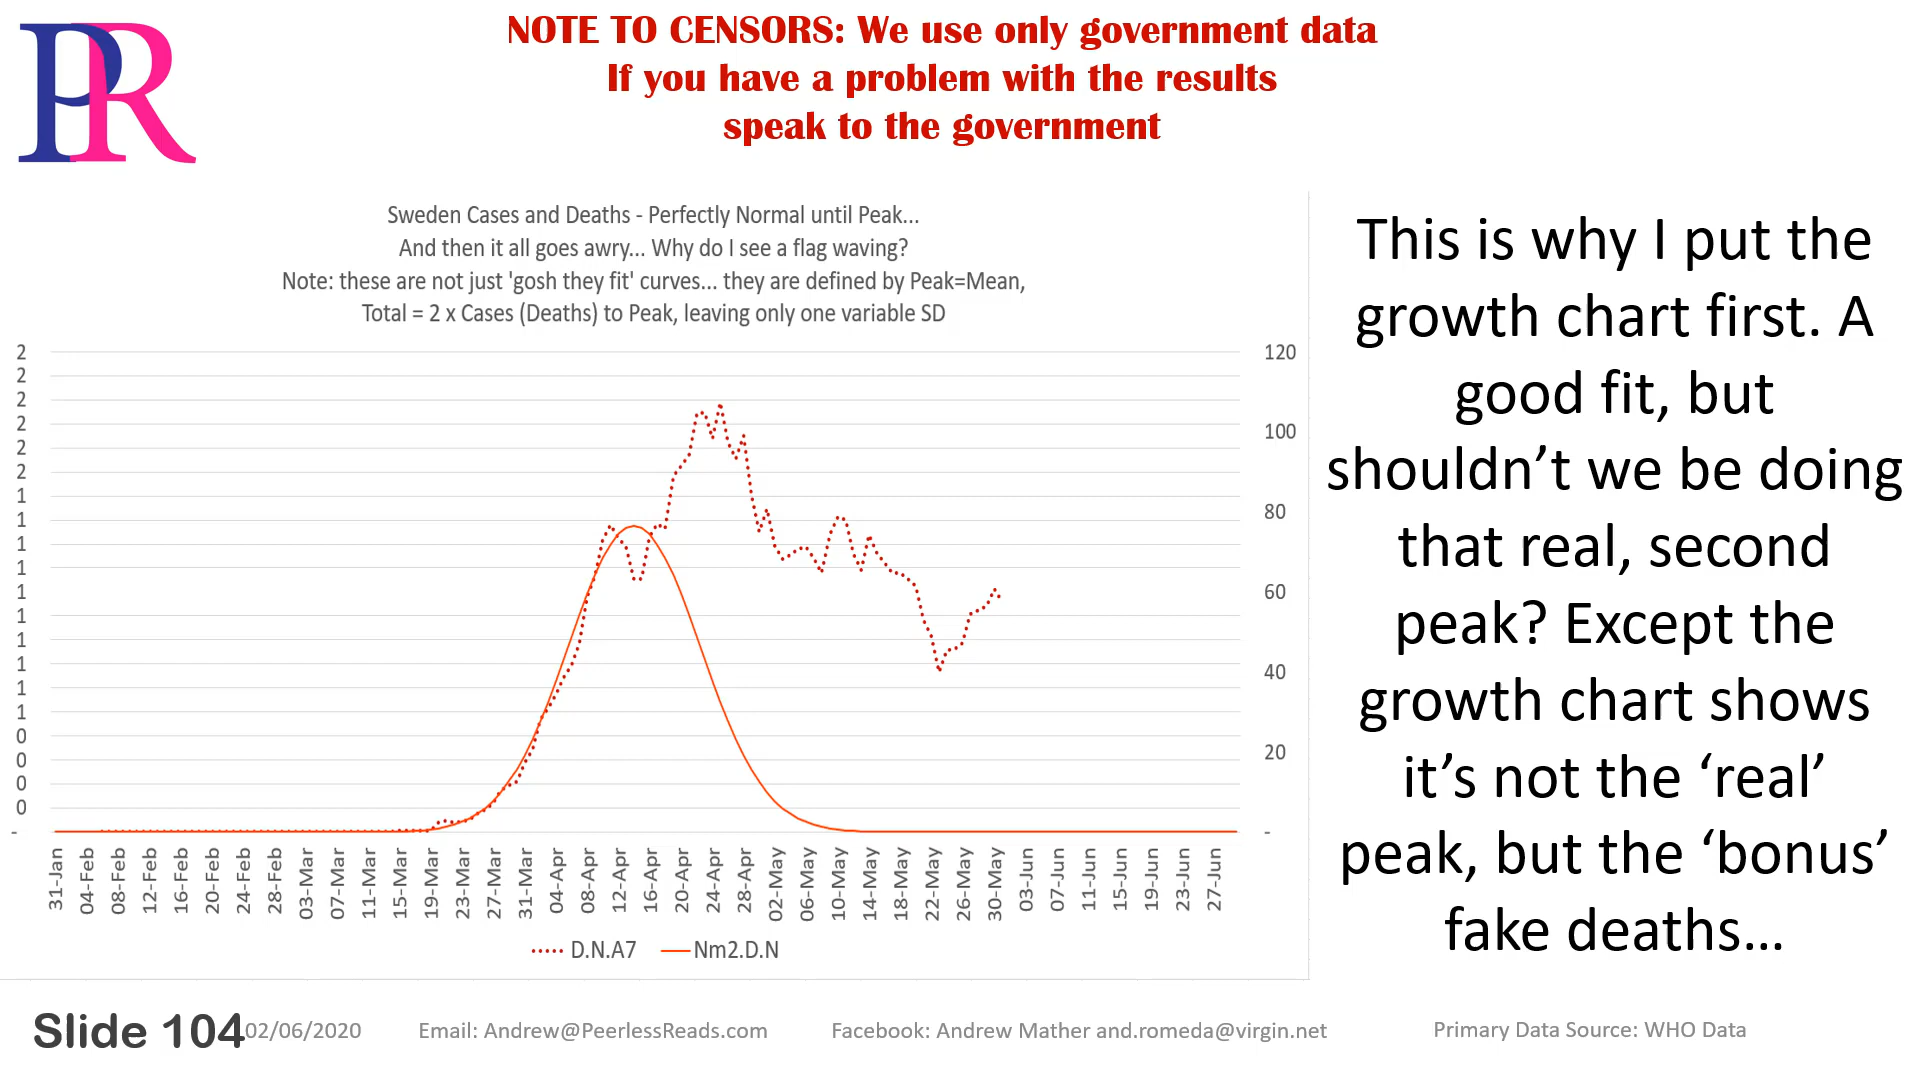 PR
NOTE TO CENSORS: We use only government data
If you have a problem with the results
speak to the government
Sweden Cases and Deaths - Perfectly Normal until Peak...
And then it all goes awry... Why do I see a flag waving?
Note: these are not just 'gosh they fit' curves... they are defined by Peak=Mean,
Total = 2 x Cases (Deaths) to Peak, leaving only one variable SD
2
2
2
2
2
2
1
1
1
1
1
1
1
1
1
1
0
0
0
0
-
120
100
80
60
40
20
-
31-Jan
04-Feb
08-Feb
12-Feb
16-Feb
20-Feb
24-Feb
28-Feb
03-Mar
07-Mar
11-Mar
15-Mar
19-Mar
23-Mar
27-Mar
31-Mar
04-Apr
08-Apr
12-Apr
16-Apr
20-Apr
24-Apr
28-Apr
02-May
06-May
10-May
14-May
18-May
22-May
26-May
30-May
03-Jun
07-Jun
11-Jun
15-Jun
19-Jun
23-Jun
27-Jun
D.N.A7
Nm2.D.N
This is why I put the
growth chart first. A
good fit, but
shouldn’t we be doing
that real, second
peak? Except the
growth chart shows
it’s not the ‘real’
peak, but the ‘bonus’
fake deaths…
Slide 104
02/06/2020
Email: Andrew@PeerlessReads.com
Facebook: Andrew Mather and.romeda@virgin.net
Primary Data Source: WHO Data